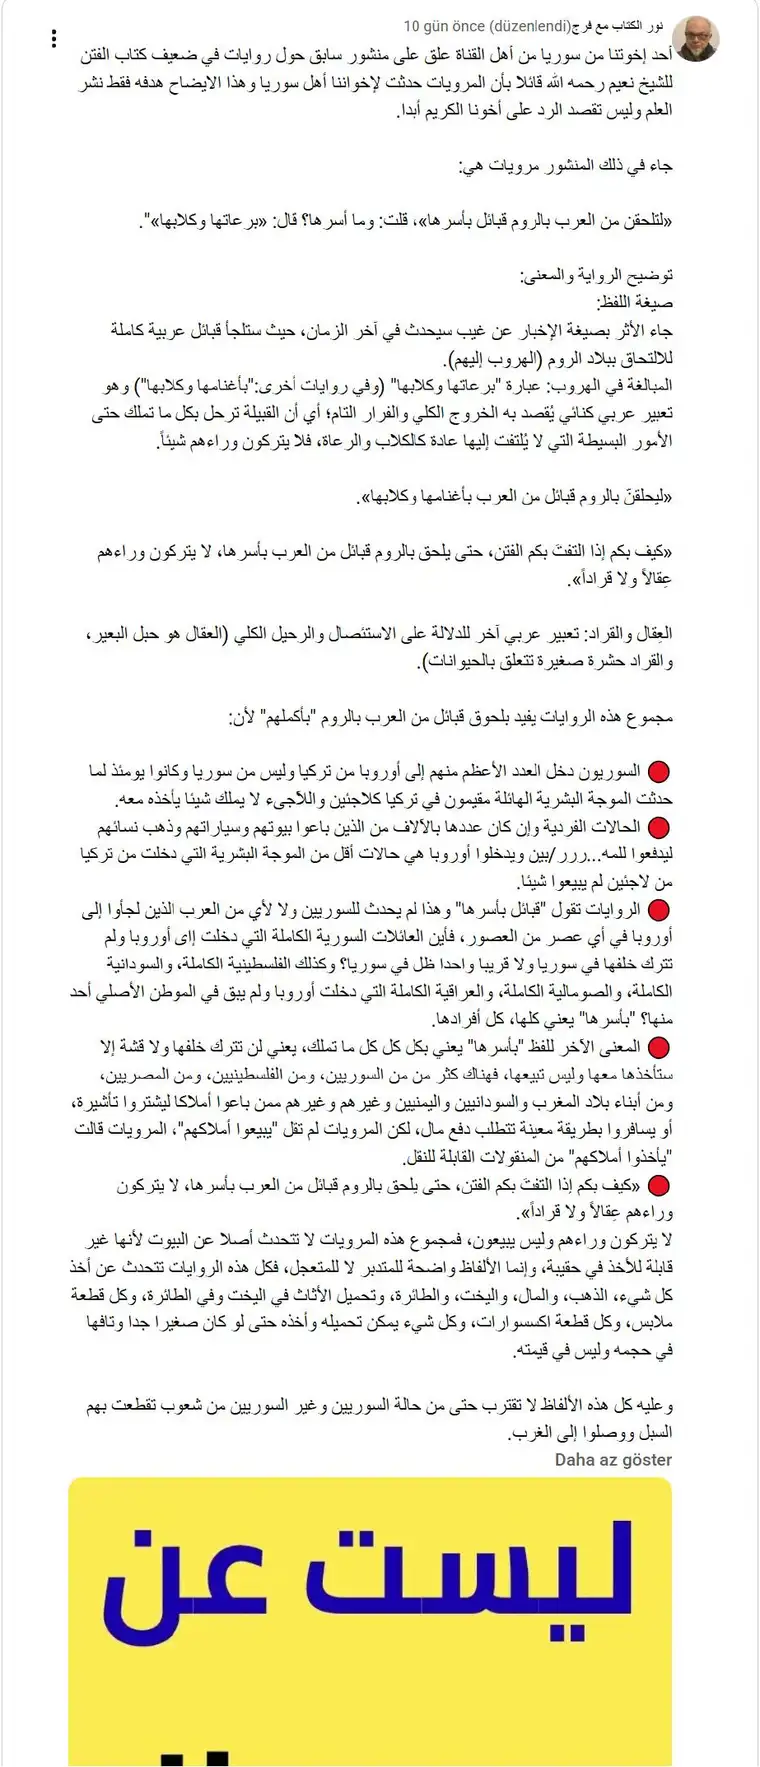 نور الكتاب مع فرج(düzenlendi) 10 gün önce
أحد إخوتنا من سوريا من أهل القناة علق على منشور سابق حول روايات في ضعيف كتاب الفتن
للشيخ نعيم رحمه الله قائلا بأن المرويات حدثت لإخواننا أهل سوريا وهذا الايضاح هدفه فقط نشر
العلم وليس تقصد الرد على أخونا الكريم أبدا.
جاء في ذلك المنشور مرويات هي:
«لتلحقن من العرب بالروم قبائل بأسرها»، قلت: وما أسرها؟ قال: «برعاتها وكلابها»".
توضيح الرواية والمعنى:
صيغة اللفظ:
جاء الأثر بصيغة الإخبار عن غيب سيحدث في آخر الزمان، حيث ستلجأ قبائل عربية كاملة
للالتحاق ببلاد الروم (الهروب إليهم).
المبالغة في الهروب: عبارة "برعاتها وكلابها" (وفي روايات أخرى:"بأغنامها وكلابها") وهو
تعبير عربي كنائي يُقصد به الخروج الكلي والفرار التام؛ أي أن القبيلة ترحل بكل ما تملك حتى
الأمور البسيطة التي لا يُلتفت إليها عادة كالكلاب والرعاة، فلا يتركون وراءهم شيئاً.
«ليحلقنّ بالروم قبائل من العرب بأغنامها وكلابها».
«كيف بكم إذا التفتَ بكم الفتن، حتى يلحق بالروم قبائل من العرب بأسرها، لا يتركون وراءهم
عِقالاً ولا قراداً».
العِقال والقراد: تعبير عربي آخر للدلالة على الاستئصال والرحيل الكلي (العقال هو حبل البعير،
والقراد حشرة صغيرة تتعلق بالحيوانات).
مجموع هذه الروايات يفيد بلحوق قبائل من العرب بالروم "بأكملهم" لأن:
🔴 السوريون دخل العدد الأعظم منهم إلى أوروبا من تركيا وليس من سوريا وكانوا يومئذ لما
حدثت الموجة البشرية الهائلة مقيمون في تركيا كلاجئين واللآجىء لا يملك شيئا يأخذه معه.
🔴 الحالات الفردية وإن كان عددها بالآلاف من الذين باعوا بيوتهم وسياراتهم وذهب نسائهم
ليدفعوا للمه...ررر/بين ويدخلوا أوروبا هي حالات أقل من الموجة البشرية التي دخلت من تركيا
من لاجئين لم يبيعوا شيئا.
🔴 الروايات تقول "قبائل بأسرها" وهذا لم يحدث للسوريين ولا لأي من العرب الذين لجأوا إلى
أوروبا في أي عصر من العصور، فأين العائلات السورية الكاملة التي دخلت إاى أوروبا ولم
تترك خلفها في سوريا ولا قريبا واحدا ظل في سوريا؟ وكذلك الفلسطينية الكاملة، والسودانية
الكاملة، والصومالية الكاملة، والعراقية الكاملة التي دخلت أوروبا ولم يبق في الموطن الأصلي أحد
منها؟ "بأسرها" يعني كلها، كل أفرادها.
🔴 المعنى الآخر للفظ "بأسرها" يعني بكل كل كل ما تملك، يعني لن تترك خلفها ولا قشة إلا
ستأخذها معها وليس تبيعها، فهناك كثر من من السوريين، ومن الفلسطينيين، ومن المصريين،
ومن أبناء بلاد المغرب والسودانيين واليمنيين وغيرهم وغيرهم ممن باعوا أملاكا ليشتروا تأشيرة،
أو يسافروا بطريقة معينة تتطلب دفع مال، لكن المرويات لم تقل "يبيعوا أملاكهم"، المرويات قالت
"يأخذوا أملاكهم" من المنقولات القابلة للنقل.
🔴 «كيف بكم إذا التفتَ بكم الفتن، حتى يلحق بالروم قبائل من العرب بأسرها، لا يتركون
وراءهم عِقالاً ولا قراداً».
لا يتركون وراءهم وليس يبيعون، فمجموع هذه المرويات لا تتحدث أصلا عن البيوت لأنها غير
قابلة للأخذ في حقيبة، وإنما الألفاظ واضحة للمتدبر لا للمتعجل، فكل هذه الروايات تتحدث عن أخذ
كل شيء، الذهب، والمال، واليخت، والطائرة، وتحميل الأثاث في اليخت وفي الطائرة، وكل قطعة
ملابس، وكل قطعة اكسسوارات، وكل شيء يمكن تحميله وأخذه حتى لو كان صغيرا جدا وتافها
في حجمه وليس في قيمته.
وعليه كل هذه الألفاظ لا تقترب حتى من حالة السوريين وغير السوريين من شعوب تقطعت بهم
السبل ووصلوا إلى الغرب.
Daha az göster
ليست عن